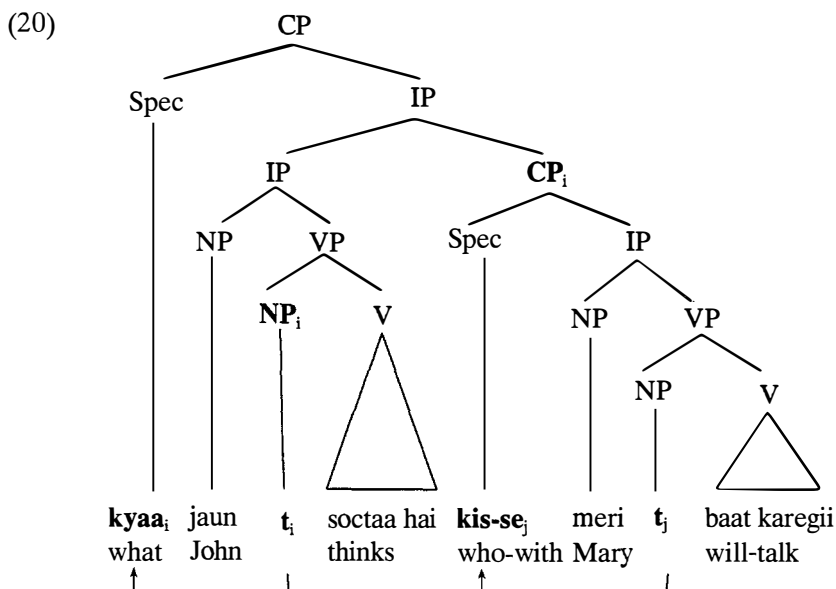 (20)
CP
Spec IP
IP CPᵢ
NP VP Spec IP
NPᵢ V NP VP
NP V
kyaaᵢ jaun tᵢ soctaa hai kis-seⱼ meri tⱼ baat karegii
what John thinks who-with Mary will-talk